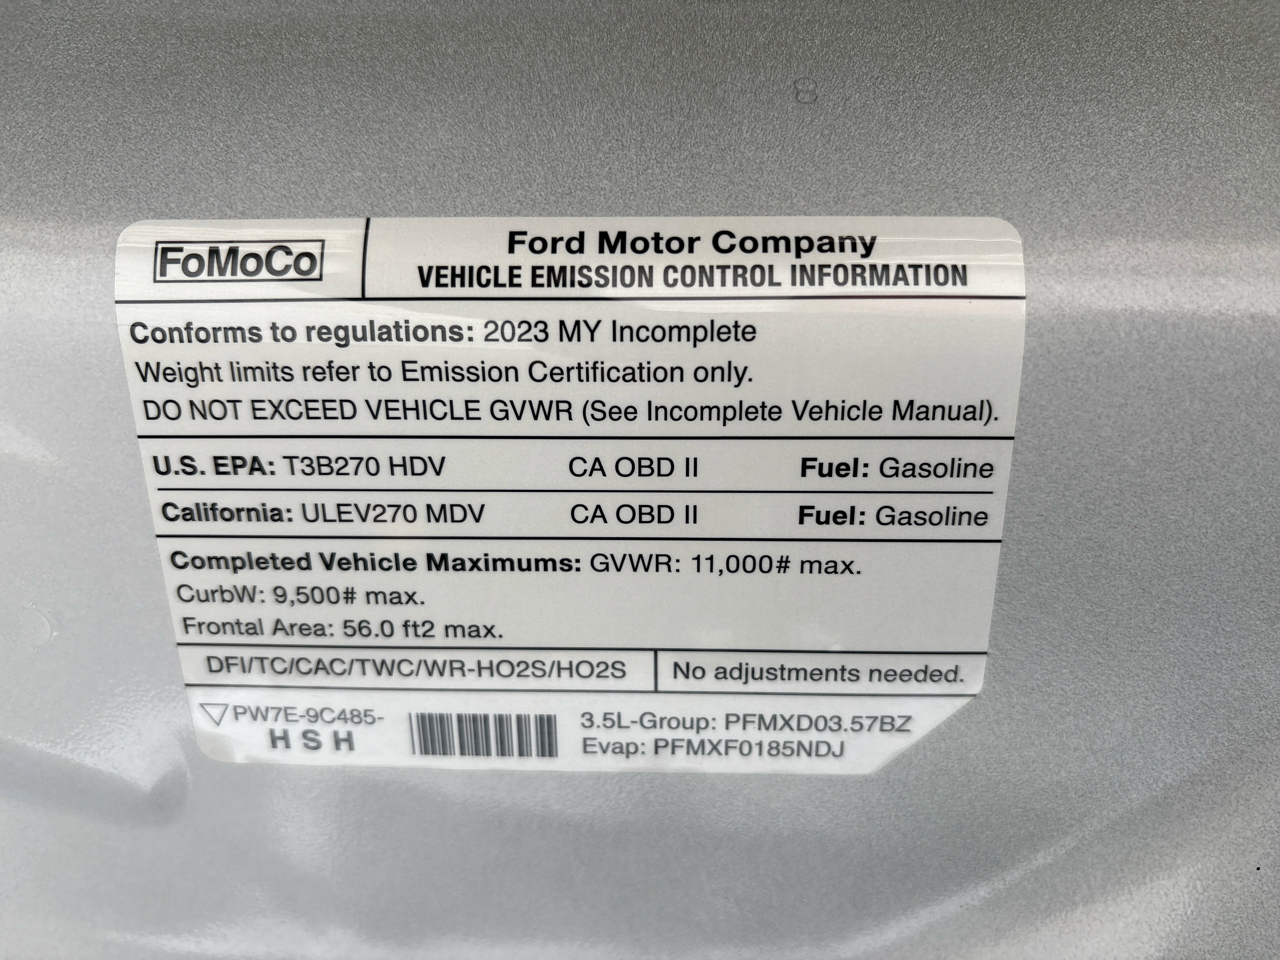 8
FoMoCo
Ford Motor Company
VEHICLE EMISSION CONTROL INFORMATION
Conforms to regulations: 2023 MY Incomplete
Weight limits refer to Emission Certification only.
DO NOT EXCEED VEHICLE GVWR (See Incomplete Vehicle Manual).
U.S. EPA: T3B270 HDV CA OBD II Fuel: Gasoline
California: ULEV270 MDV CA OBD II Fuel: Gasoline
Completed Vehicle Maximums: GVWR: 11,000# max.
CurbW: 9,500# max.
Frontal Area: 56.0 ft2 max.
DFI/TC/CAC/TWC/WR-HO2S/HO2S No adjustments needed.
PW7E-9C485-
HSH
3.5L-Group: PFMXD03.57BZ
Evap: PFMXF0185NDJ